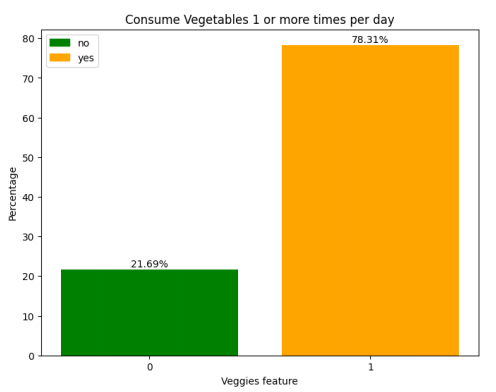 Consume Vegetables 1 or more times per day
no
yes
78.31%
21.69%
80
70
60
50
40
30
20
10
0
Percentage
0 1
Veggies feature